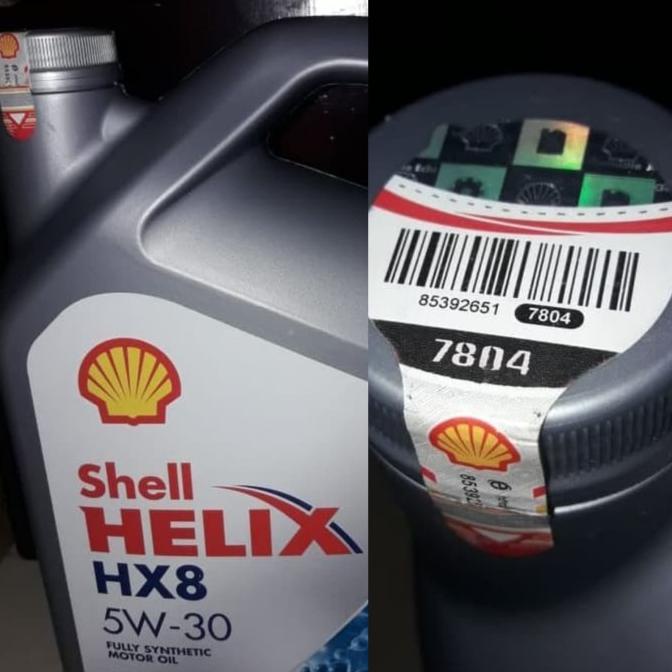 Shell
HELIX
HX8
5W-30
FULLY SYNTHETIC
MOTOR OIL
85392651 7804
7804